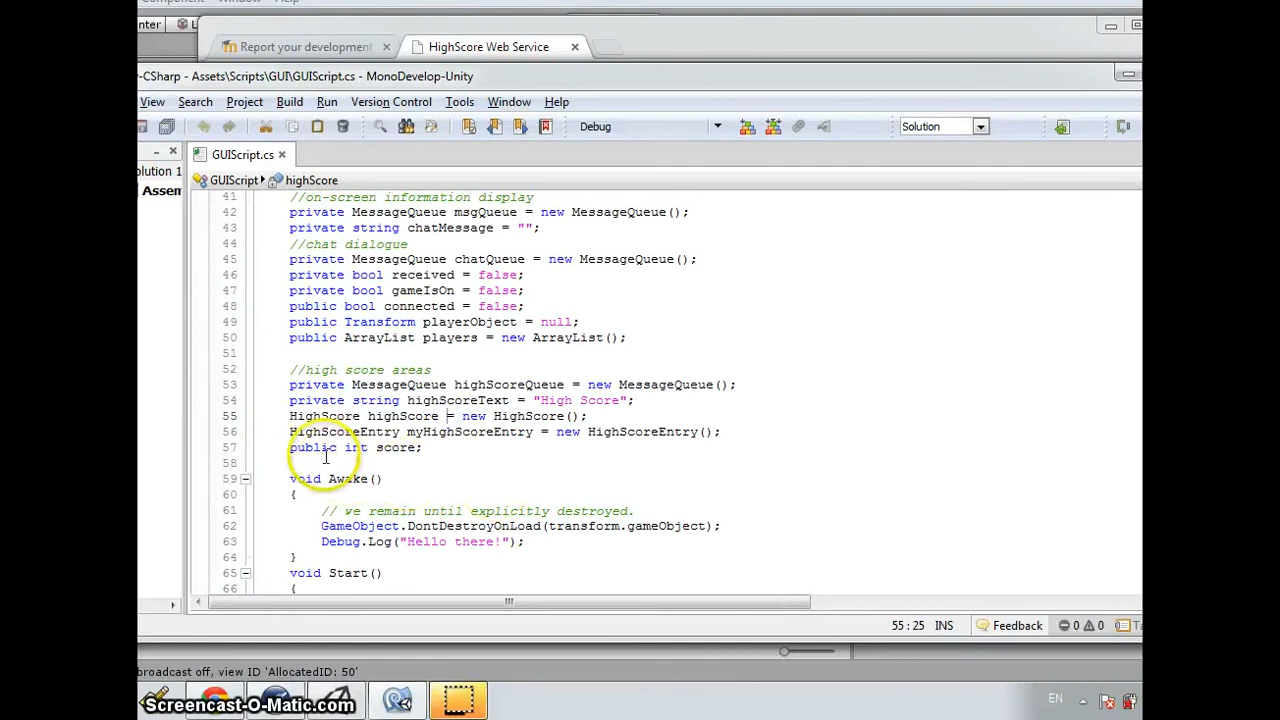 Component Window Help
nter
Report your development
HighScore Web Service
-CSharp - Assets\Scripts\GUI\GUIScript.cs - MonoDevelop-Unity
View Search Project Build Run Version Control Tools Window Help
Debug
Solution
olution 1
GUIScript.cs
Assem
GUIScript highScore
41 //on-screen information display
42 private MessageQueue msgQueue = new MessageQueue();
43 private string chatMessage = "";
44 //chat dialogue
45 private MessageQueue chatQueue = new MessageQueue();
46 private bool received = false;
47 private bool gameIsOn = false;
48 public bool connected = false;
49 public Transform playerObject = null;
50 public ArrayList players = new ArrayList();
51
52 //high score areas
53 private MessageQueue highScoreQueue = new MessageQueue();
54 private string highScoreText = "High Score";
55 HighScore highScore = new HighScore();
56 HighScoreEntry myHighScoreEntry = new HighScoreEntry();
57 public int score;
58
59 void Awake()
60 {
61 // we remain until explicitly destroyed.
62 GameObject.DontDestroyOnLoad(transform.gameObject);
63 Debug.Log("Hello there!");
64 }
65 void Start()
66 {
55 : 25 INS Feedback 0 0 Ta
broadcast off, view ID 'AllocatedID: 50'
EN
Screencast-O-Matic.com